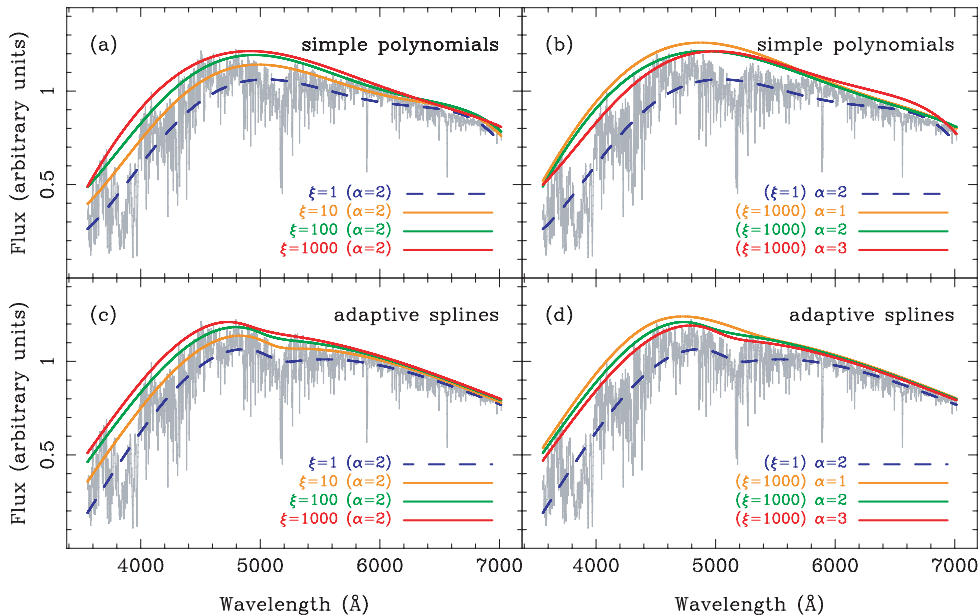 (a) simple polynomials
ξ=1 (α=2)
ξ=10 (α=2)
ξ=100 (α=2)
ξ=1000 (α=2)
(b) simple polynomials
(ξ=1) α=2
(ξ=1000) α=1
(ξ=1000) α=2
(ξ=1000) α=3
Flux (arbitrary units)
1
0.5
(c) adaptive splines
ξ=1 (α=2)
ξ=10 (α=2)
ξ=100 (α=2)
ξ=1000 (α=2)
(d) adaptive splines
(ξ=1) α=2
(ξ=1000) α=1
(ξ=1000) α=2
(ξ=1000) α=3
Flux (arbitrary units)
1
0.5
4000 5000 6000 7000
4000 5000 6000 7000
Wavelength (Å)
Wavelength (Å)